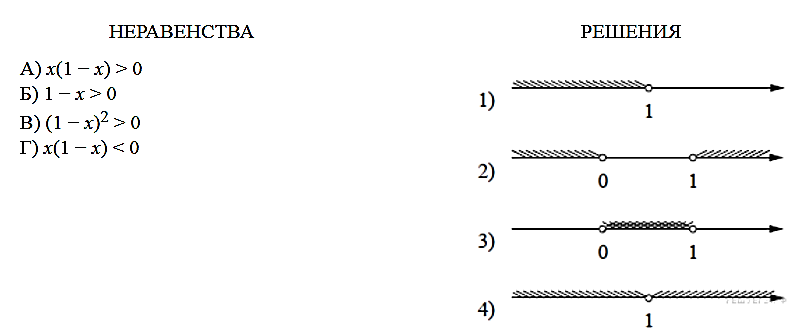 НЕРАВЕНСТВА
РЕШЕНИЯ
А) x(1 − x) > 0
Б) 1 − x > 0
В) (1 − x)² > 0
Г) x(1 − x) < 0
1)
1
2)
0 1
3)
0 1
4)
1